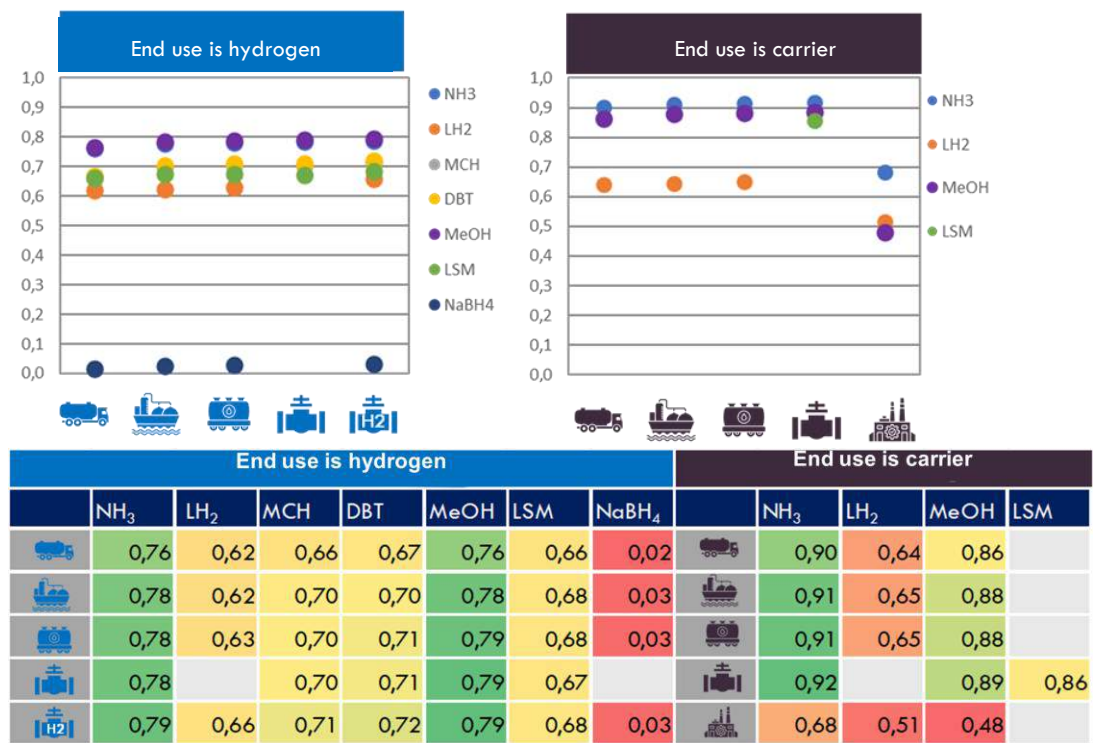 End use is hydrogen
1,0
0,9
0,8
0,7
0,6
0,5
0,4
0,3
0,2
0,1
0,0
NH3
LH2
MCH
DBT
MeOH
LSM
NaBH4
H2
End use is carrier
1,0
0,9
0,8
0,7
0,6
0,5
0,4
0,3
0,2
0,1
0,0
NH3
LH2
MeOH
LSM
End use is hydrogen End use is carrier
NH₃ LH₂ MCH DBT MeOH LSM NaBH₄ NH₃ LH₂ MeOH LSM
0,76 0,62 0,66 0,67 0,76 0,66 0,02 0,90 0,64 0,86
0,78 0,62 0,70 0,70 0,78 0,68 0,03 0,91 0,65 0,88
0,78 0,63 0,70 0,71 0,79 0,68 0,03 0,91 0,65 0,88
0,78 0,70 0,71 0,79 0,67 0,92 0,89 0,86
H2 0,79 0,66 0,71 0,72 0,79 0,68 0,03 0,68 0,51 0,48